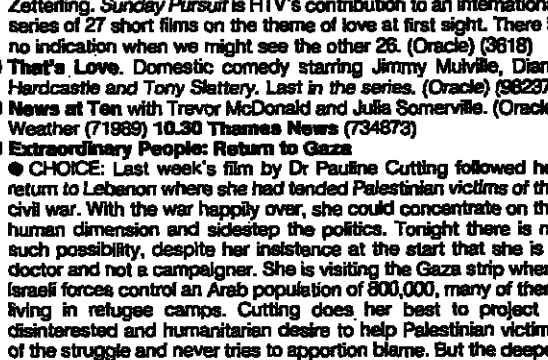 Zetterling. Sunday Pursuit is HTV's contribution to an international
series of 27 short films on the theme of love at first sight. There
no indication when we might see the other 26. (Oracle) (3618)
That's Love. Domestic comedy starring Jimmy Mulville, Dian
Hardcastle and Tony Slattery. Last in the series. (Oracle) (98237
News at Ten with Trevor McDonald and Julia Somerville. (Oracle
Weather (71989) 10.30 Thames News (734873)
Extraordinary People: Return to Gaza
● CHOICE: Last week's film by Dr Pauline Cutting followed he
return to Lebanon where she had tended Palestinian victims of th
civil war. With the war happily over, she could concentrate on th
human dimension and sidestep the politics. Tonight there is n
such possibility, despite her insistence at the start that she is
doctor and not a campaigner. She is visiting the Gaza strip where
Israeli forces control an Arab population of 800,000, many of them
living in refugee camps. Cutting does her best to project
disinterested and humanitarian desire to help Palestinian victim
of the struggle and never tries to apportion blame. But the deepe